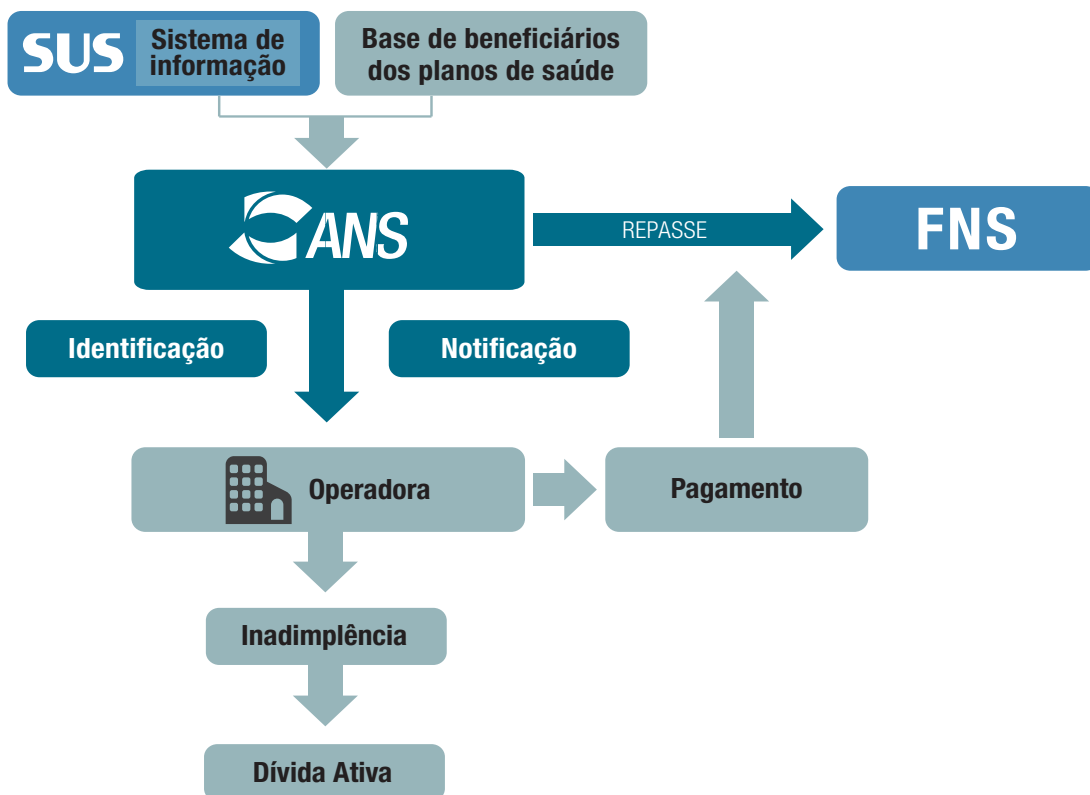 SUS
Sistema de
informação
Base de beneficiários
dos planos de saúde
ANS
REPASSE
FNS
Identificação
Notificação
Operadora
Pagamento
Inadimplência
Dívida Ativa